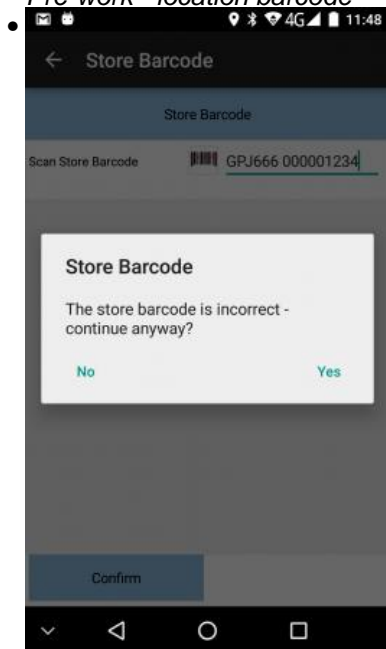 Pre-work - location barcode
4G 11:48
Store Barcode
Store Barcode
Scan Store Barcode GPJ666 000001234
Store Barcode
The store barcode is incorrect -
continue anyway?
No Yes
Confirm